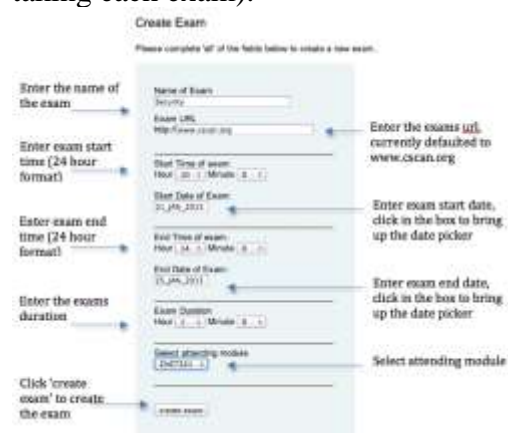 taking each exam).
Create Exam
Please complete 'all' of the fields below to create a new exam.
Enter the name of
the exam
Name of Exam
Security
Exam URL
http://www.cscan.org
Enter the exams url,
currently defaulted to
www.cscan.org
Enter exam start
time (24 hour
format)
Start Time of exam
Hour 10 Minute 0
Start Date of Exam
Enter exam start date,
click in the box to bring
up the date picker
Enter exam end
time (24 hour
format)
End Time of exam
Hour 14 Minute 0
End Date of Exam
Enter exam end date,
click in the box to bring
up the date picker
Enter the exams
duration
Exam Duration
Hour Minute
Select attending module
Select attending module
Click 'create
exam' to create
the exam
create exam